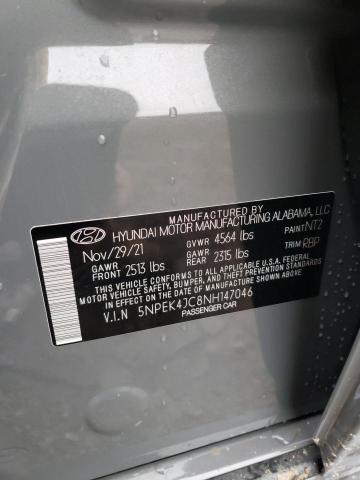 MANUFACTURED BY
HYUNDAI MOTOR MANUFACTURING ALABAMA, LLC
Nov/29/21 GVWR 4564 lbs PAINT NT2
GAWR FRONT 2513 lbs GAWR REAR 2315 lbs TRIM RBP
THIS VEHICLE CONFORMS TO ALL APPLICABLE U.S.A. FEDERAL
MOTOR VEHICLE SAFETY, BUMPER, AND THEFT PREVENTION
STANDARDS IN EFFECT ON THE DATE OF MANUFACTURE SHOWN ABOVE.
V.I.N 5NPEK4JC8NH147046
PASSENGER CAR